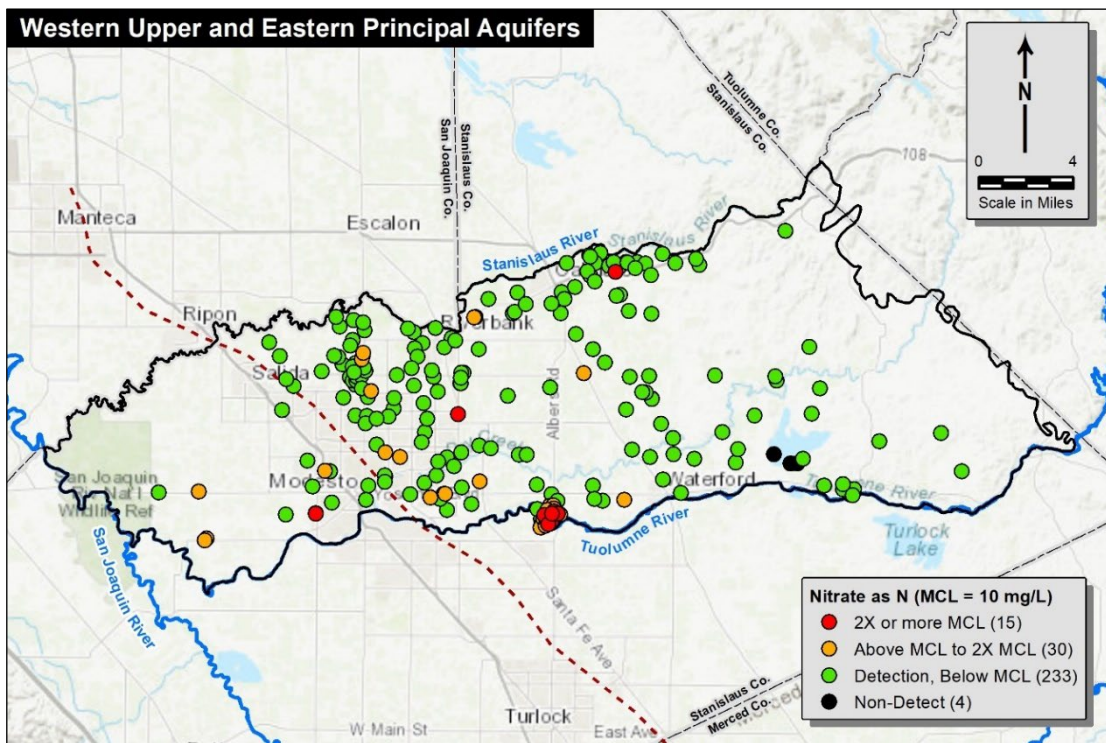 Western Upper and Eastern Principal Aquifers
N
0 4
Scale in Miles
Tuolumne Co.
Stanislaus Co.
108
Stanislaus Co.
San Joaquin Co.
Manteca
Escalon
Stanislaus River
Stanislaus River
Ripon
Riverbank
Salida
Albers Rd
Creek
Modesto
Waterford
San Joaquin
Riv Nat'l
Wildlife Ref
Tuolumne River
Tuolumne River
Turlock
Lake
San Joaquin River
Santa Fe Ave
W Main St
Turlock
East Ave
Stanislaus Co.
Merced Co.
Merced
Nitrate as N (MCL = 10 mg/L)
2X or more MCL (15)
Above MCL to 2X MCL (30)
Detection, Below MCL (233)
Non-Detect (4)